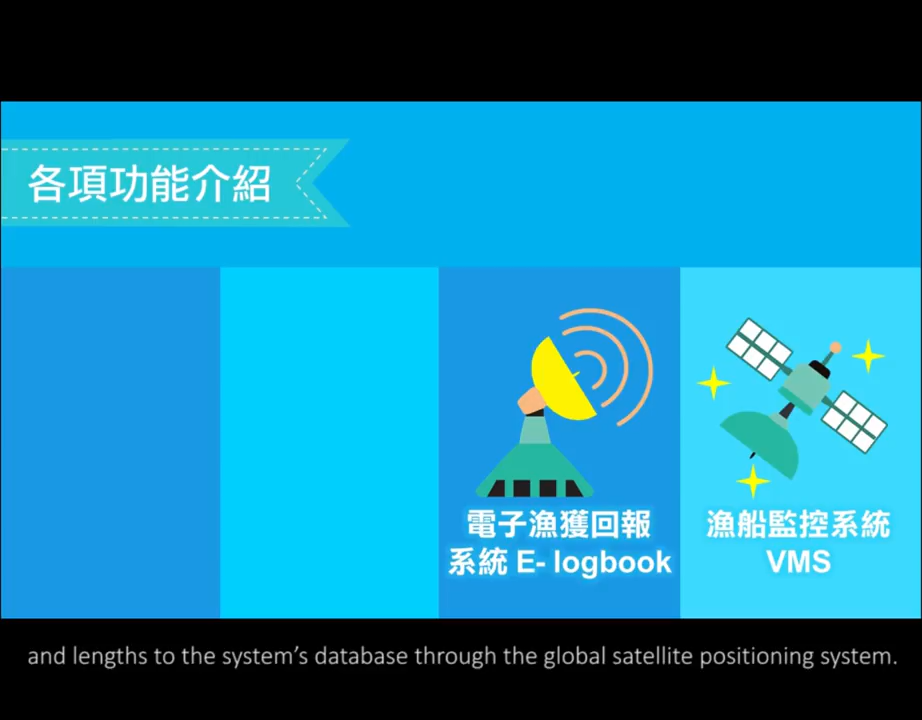 各項功能介紹
電子漁獲回報
系統 E- logbook
漁船監控系統
VMS
and lengths to the system’s database through the global satellite positioning system.